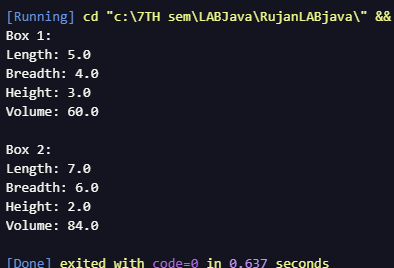 [Running] cd "c:\7TH sem\LABJava\RujanLABjava\" &&
Box 1:
Length: 5.0
Breadth: 4.0
Height: 3.0
Volume: 60.0
Box 2:
Length: 7.0
Breadth: 6.0
Height: 2.0
Volume: 84.0
[Done] exited with code=0 in 0.637 seconds